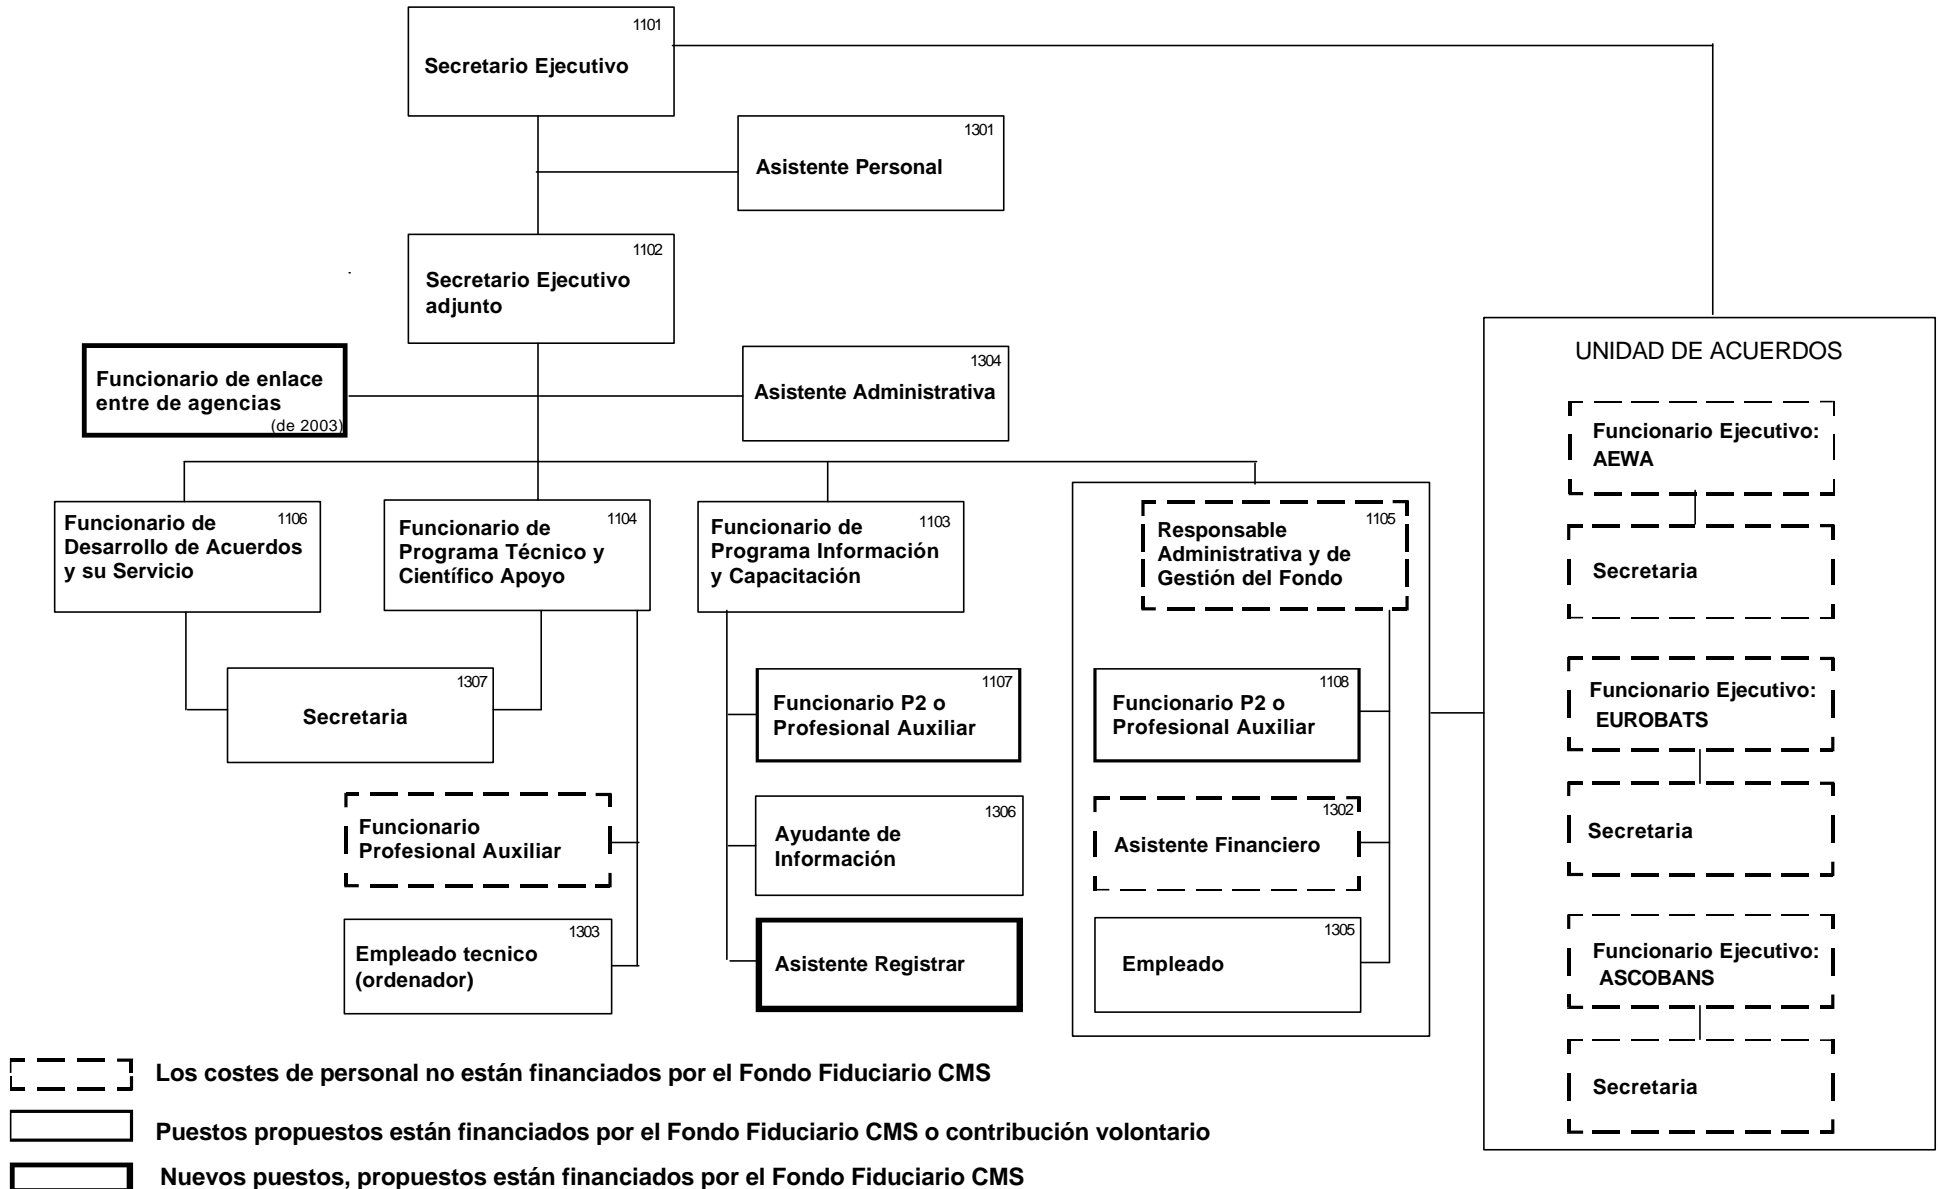 1101
Secretario Ejecutivo
1301
Asistente Personal
1102
Secretario Ejecutivo
adjunto
Funcionario de enlace
entre de agencias
(de 2003)
1304
Asistente Administrativa
1106
Funcionario de
Desarrollo de Acuerdos
y su Servicio
1104
Funcionario de
Programa Técnico y
Científico Apoyo
1103
Funcionario de
Programa Información
y Capacitación
1105
Responsable
Administrativa y de
Gestión del Fondo
1307
Secretaria
Funcionario
Profesional Auxiliar
1303
Empleado tecnico
(ordenador)
1107
Funcionario P2 o
Profesional Auxiliar
1306
Ayudante de
Información
Asistente Registrar
1108
Funcionario P2 o
Profesional Auxiliar
1302
Asistente Financiero
1305
Empleado
UNIDAD DE ACUERDOS
Funcionario Ejecutivo:
AEWA
Secretaria
Funcionario Ejecutivo:
EUROBATS
Secretaria
Funcionario Ejecutivo:
ASCOBANS
Secretaria
Los costes de personal no están financiados por el Fondo Fiduciario CMS
Puestos propuestos están financiados por el Fondo Fiduciario CMS o contribución volontario
Nuevos puestos, propuestos están financiados por el Fondo Fiduciario CMS